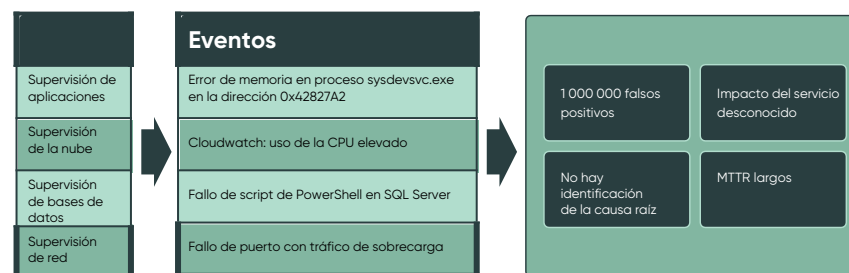 Eventos
Supervisión de
aplicaciones
Error de memoria en proceso sysdevsvc.exe
en la dirección 0x42827A2
Supervisión
de la nube
Cloudwatch: uso de la CPU elevado
Supervisión
de bases de
datos
Fallo de script de PowerShell en SQL Server
Supervisión
de red
Fallo de puerto con tráfico de sobrecarga
1 000 000 falsos
positivos
Impacto del servicio
desconocido
No hay
identificación
de la causa raíz
MTTR largos